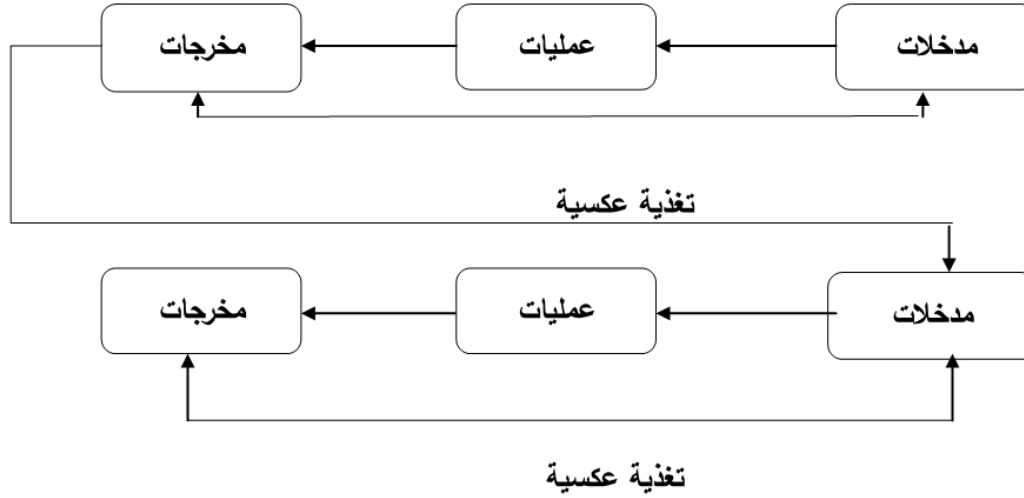 مدخلات
عمليات
مخرجات
تغذية عكسية
مدخلات
عمليات
مخرجات
تغذية عكسية